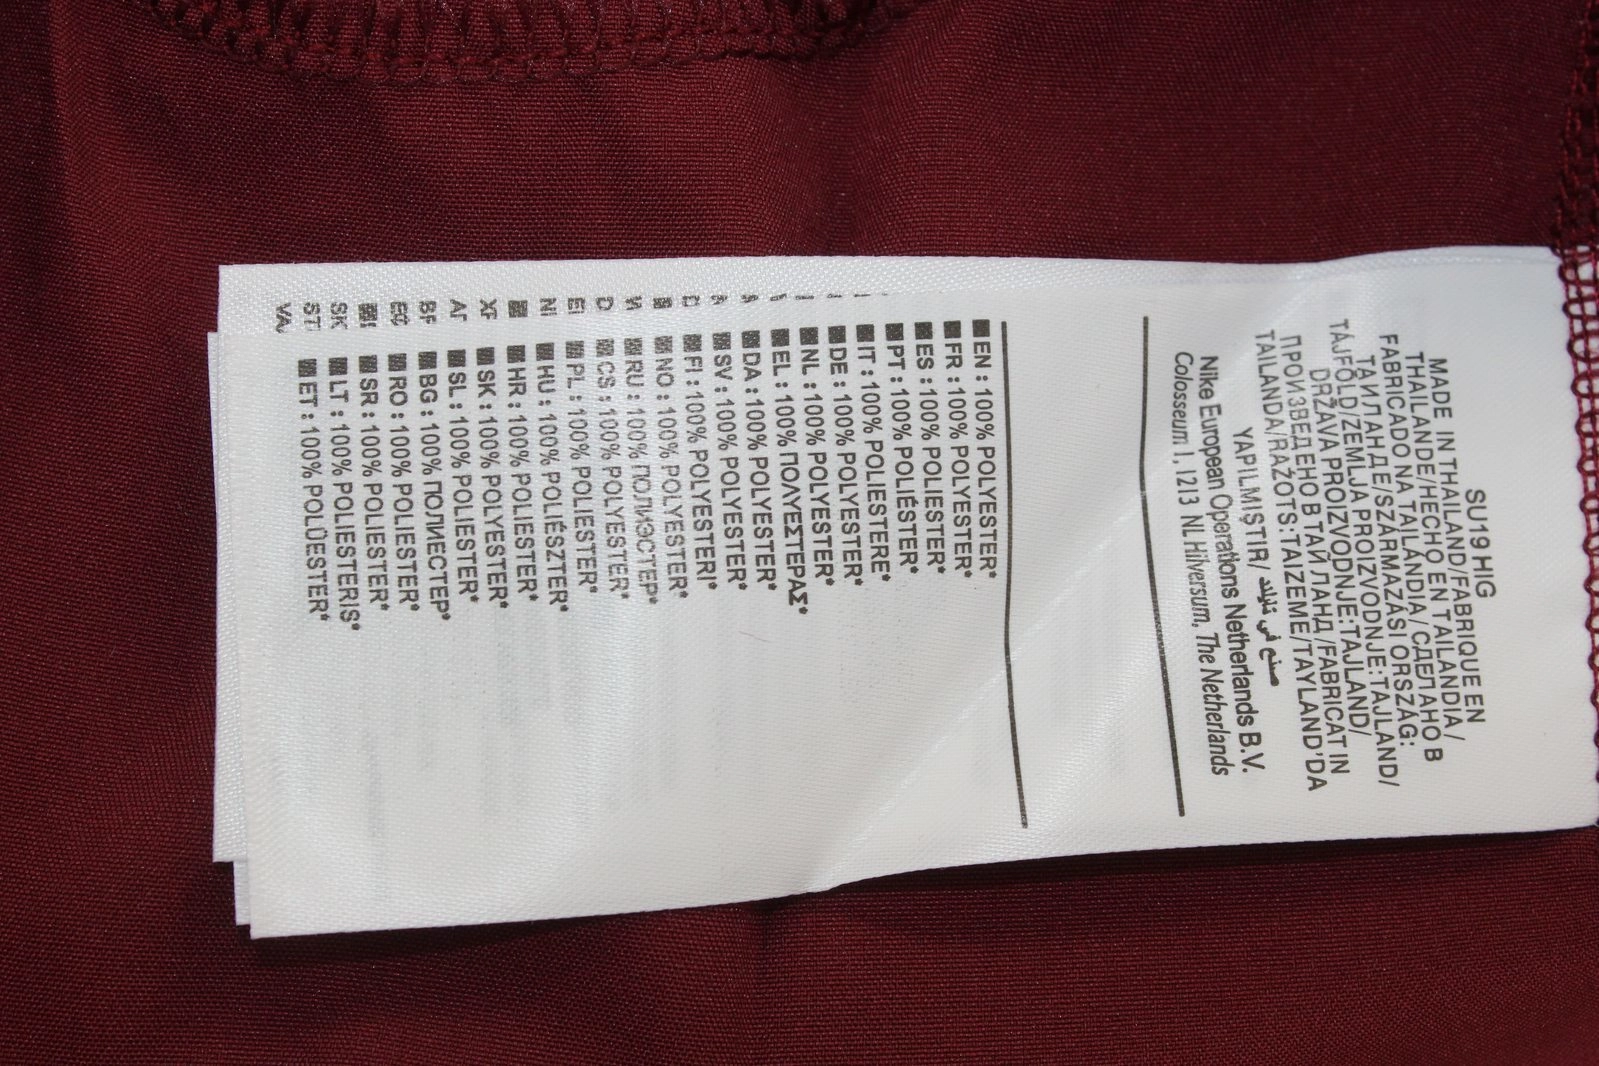 SU19 HIG
MADE IN THAILAND/FABRIQUE EN
THAILANDE/HECHO EN TAILANDIA/
FABRICADO NA TAILÂNDIA/СДЕЛАНО В
ТАИЛАНДЕ/SZÁRMAZÁSI ORSZÁG:
TÁJFÖLD/ZEMLJA PROIZVODNJE:TAJLAND/
DRŽAVA PROIZVODNJE:TAJLAND/
ПРОИЗВЕДЕНО В ТАЙЛАНД/FABRICAT IN
TAILANDA/RAŽOTS:TAIZEME/TAYLAND'DA
YAPILMIŞTIR/ صنع في تايلند
Nike European Operations Netherlands B.V.
Colosseum 1, 1213 NL Hilversum, The Netherlands
EN : 100% POLYESTER*
FR : 100% POLYESTER*
ES : 100% POLIESTER*
PT : 100% POLIÉSTER*
IT : 100% POLIESTERE*
DE : 100% POLYESTER*
NL : 100% POLYESTER*
EL : 100% ΠΟΛΥΕΣΤΕΡΑΣ*
DA : 100% POLYESTER*
SV : 100% POLYESTER*
FI : 100% POLYESTERI*
NO : 100% POLYESTER*
RU : 100% ПОЛИЭСТЕР*
CS : 100% POLYESTER*
PL : 100% POLIESTER*
HU : 100% POLIÉSZTER*
HR : 100% POLIESTER*
SK : 100% POLYESTER*
SL : 100% POLIESTER*
BG : 100% ПОЛИЕСТЕР*
RO : 100% POLIESTER*
SR : 100% POLIESTER*
LT : 100% POLIESTERIS*
ET : 100% POLÜESTER*